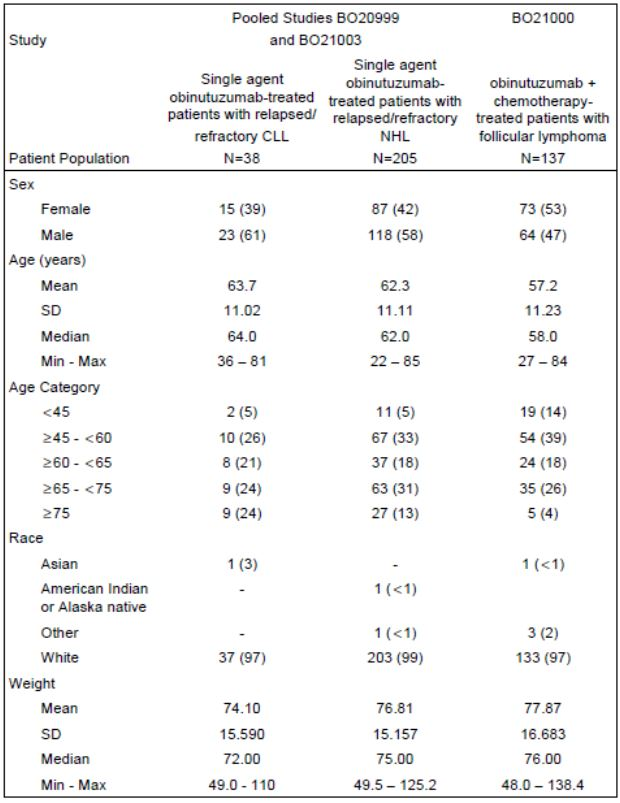 Study Pooled Studies BO20999 and BO21003 BO21000
Patient Population Single agent obinutuzumab-treated patients with relapsed/ refractory CLL N=38 Single agent obinutuzumab-treated patients with relapsed/refractory NHL N=205 obinutuzumab + chemotherapy-treated patients with follicular lymphoma N=137
Sex
Female 15 (39) 87 (42) 73 (53)
Male 23 (61) 118 (58) 64 (47)
Age (years)
Mean 63.7 62.3 57.2
SD 11.02 11.11 11.23
Median 64.0 62.0 58.0
Min - Max 36 – 81 22 – 85 27 – 84
Age Category
<45 2 (5) 11 (5) 19 (14)
≥45 - <60 10 (26) 67 (33) 54 (39)
≥60 - <65 8 (21) 37 (18) 24 (18)
≥65 - <75 9 (24) 63 (31) 35 (26)
≥75 9 (24) 27 (13) 5 (4)
Race
Asian 1 (3) - 1 (<1)
American Indian - 1 (<1)
or Alaska native
Other - 1 (<1) 3 (2)
White 37 (97) 203 (99) 133 (97)
Weight
Mean 74.10 76.81 77.87
SD 15.590 15.157 16.683
Median 72.00 75.00 76.00
Min - Max 49.0 - 110 49.5 – 125.2 48.0 – 138.4